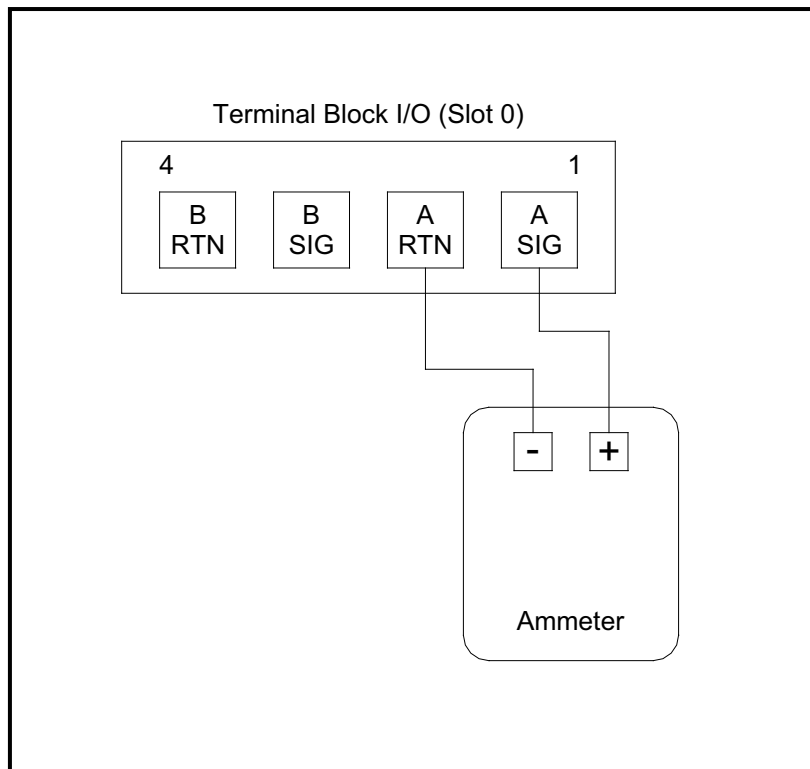 Terminal Block I/O (Slot 0)
4 1
B RTN
B SIG
A RTN
A SIG
- +
Ammeter